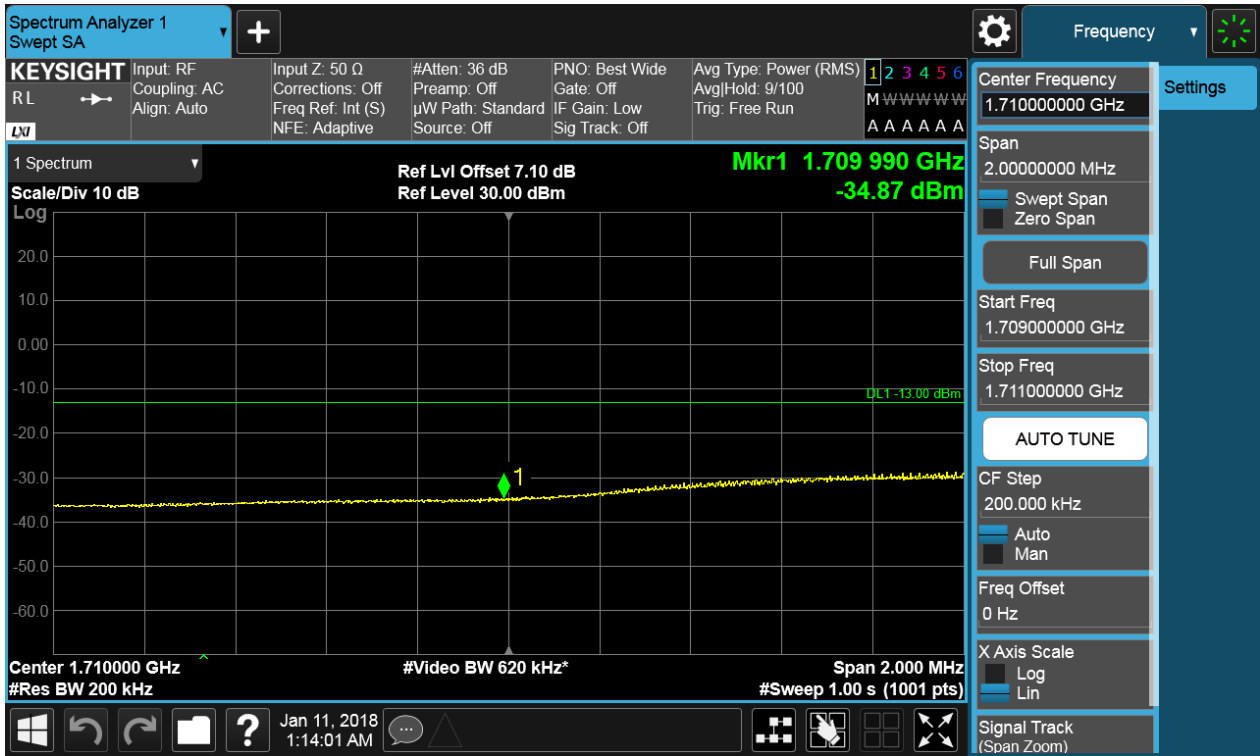 Spectrum Analyzer 1
Swept SA
+
Frequency
KEYSIGHT
RL
LXI
Input: RF
Coupling: AC
Align: Auto
Input Z: 50 Ω
Corrections: Off
Freq Ref: Int (S)
NFE: Adaptive
#Atten: 36 dB
Preamp: Off
µW Path: Standard
Source: Off
PNO: Best Wide
Gate: Off
IF Gain: Low
Sig Track: Off
Avg Type: Power (RMS)
Avg|Hold: 9/100
Trig: Free Run
1 2 3 4 5 6
M W W W W W
A A A A A A
1 Spectrum
Scale/Div 10 dB
Log
Ref Lvl Offset 7.10 dB
Ref Level 30.00 dBm
Mkr1 1.709 990 GHz
-34.87 dBm
20.0
10.0
0.00
-10.0
-20.0
-30.0
-40.0
-50.0
-60.0
DL1 -13.00 dBm
1
Center 1.710000 GHz
#Res BW 200 kHz
#Video BW 620 kHz*
Span 2.000 MHz
#Sweep 1.00 s (1001 pts)
Center Frequency
1.710000000 GHz
Span
2.00000000 MHz
Swept Span
Zero Span
Full Span
Start Freq
1.709000000 GHz
Stop Freq
1.711000000 GHz
AUTO TUNE
CF Step
200.000 kHz
Auto
Man
Freq Offset
0 Hz
X Axis Scale
Log
Lin
Signal Track
(Span Zoom)
Settings
?
Jan 11, 2018
1:14:01 AM